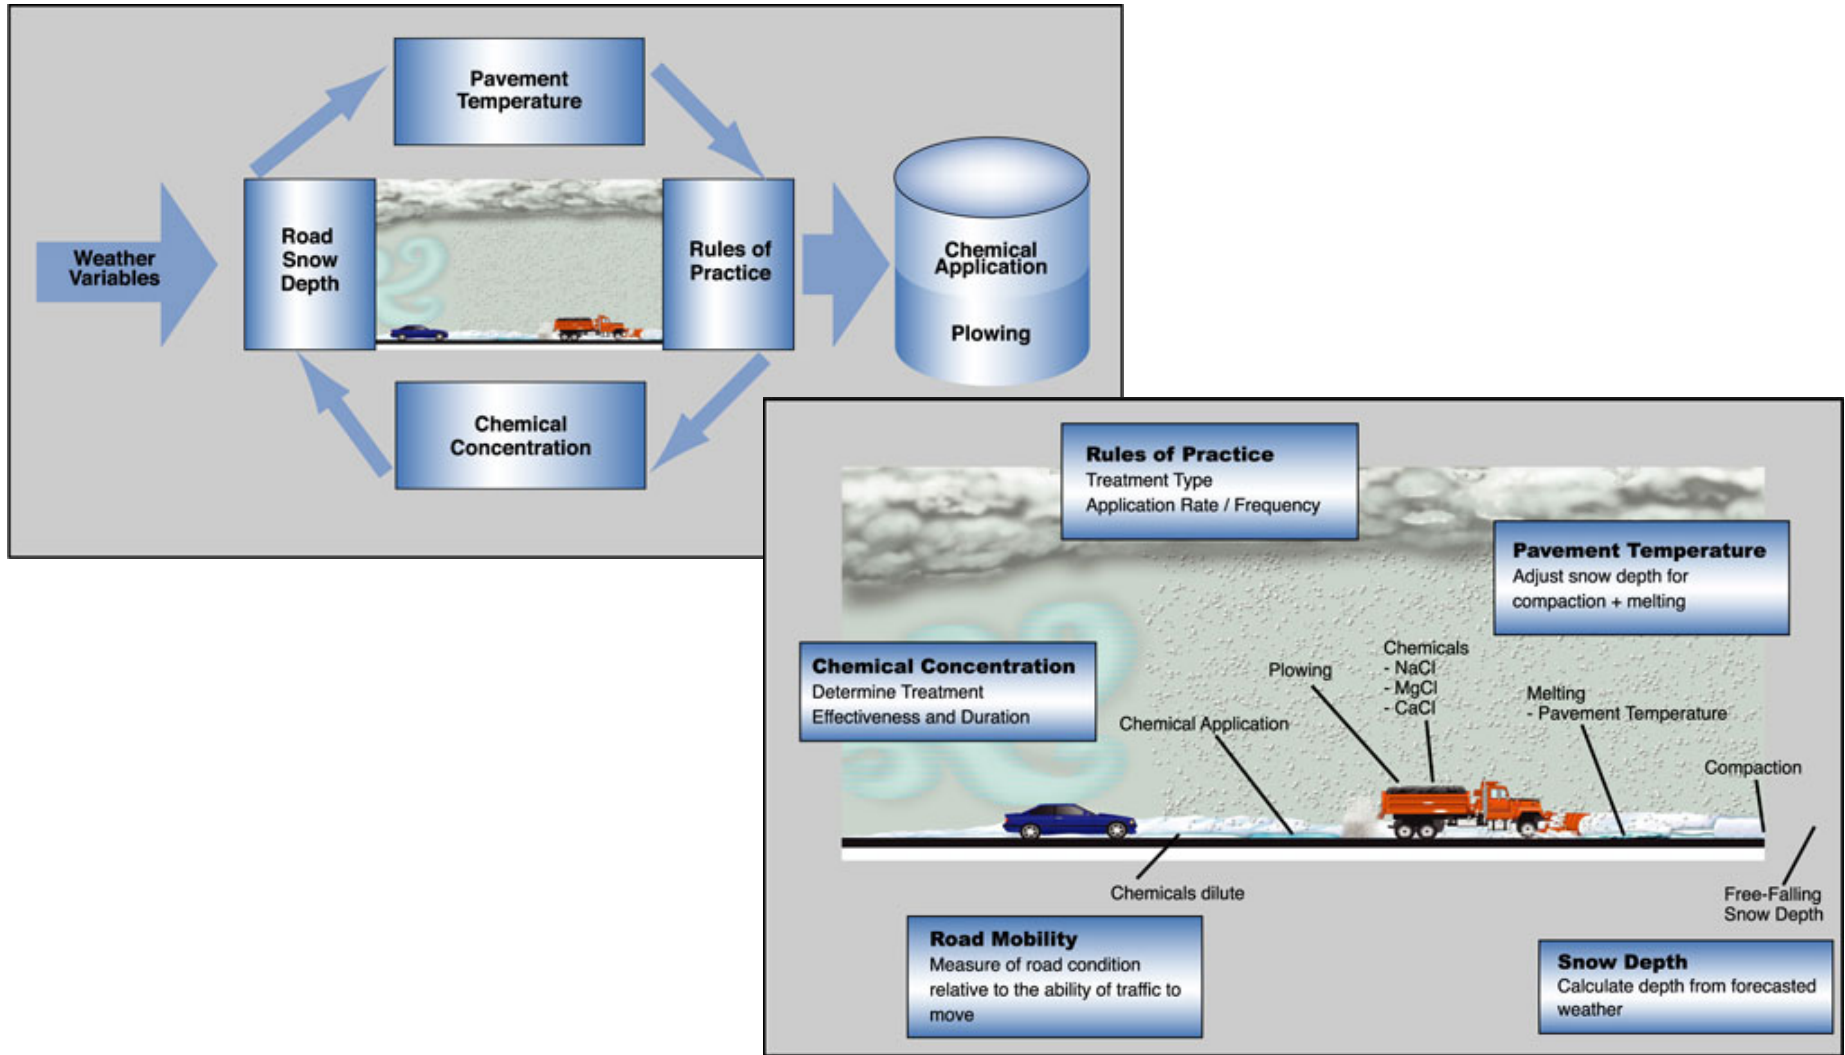 Pavement
Temperature
Weather
Variables
Road
Snow
Depth
Rules of
Practice
Chemical
Application
Plowing
Chemical
Concentration
Rules of Practice
Treatment Type
Application Rate / Frequency
Pavement Temperature
Adjust snow depth for
compaction + melting
Chemical Concentration
Determine Treatment
Effectiveness and Duration
Chemical Application
Plowing
Chemicals
- NaCl
- MgCl
- CaCl
Melting
- Pavement Temperature
Compaction
Chemicals dilute
Free-Falling
Snow Depth
Road Mobility
Measure of road condition
relative to the ability of traffic to
move
Snow Depth
Calculate depth from forecasted
weather